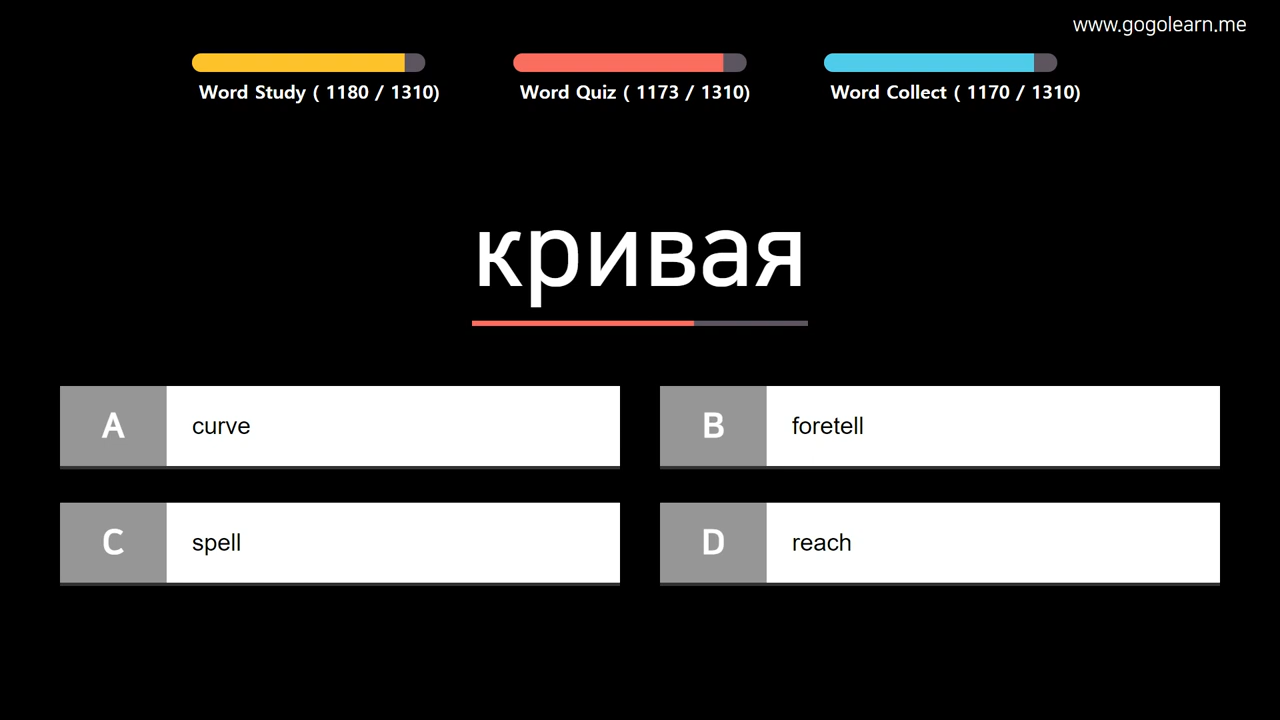 www.gogolearn.me
Word Study ( 1180 / 1310)
Word Quiz ( 1173 / 1310)
Word Collect ( 1170 / 1310)
кривая
A curve
B foretell
C spell
D reach